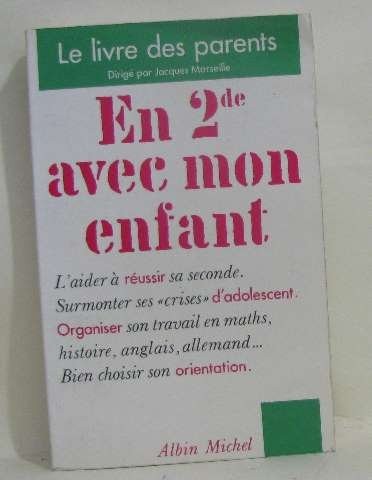 Le livre des parents
Dirigé par Jacques Marseille
En 2de
avec mon
enfant
L'aider à réussir sa seconde.
Surmonter ses «crises» d'adolescent.
Organiser son travail en maths,
histoire, anglais, allemand...
Bien choisir son orientation.
Albin Michel